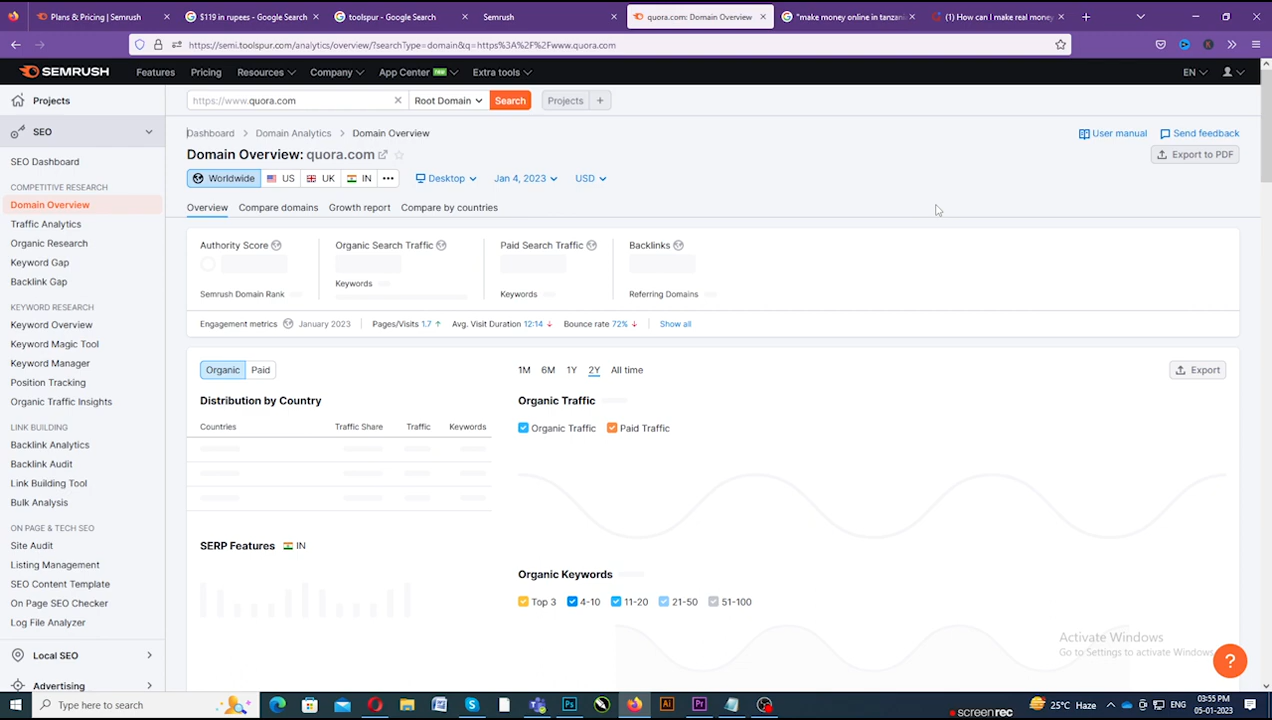 Plans & Pricing | Semrush
$119 in rupees - Google Search
toolspur - Google Search
Semrush
quora.com: Domain Overview
"make money online in tanzania
(1) How can I make real money
https://semi.toolspur.com/analytics/overview/?searchType=domain&q=https%3A%2F%2Fwww.quora.com
SEMRUSH Features Pricing Resources Company App Center NEW Extra tools EN
Projects
https://www.quora.com Root Domain Search Projects +
SEO
Dashboard > Domain Analytics > Domain Overview
User manual Send feedback
Domain Overview: quora.com
Export to PDF
Worldwide US UK IN ••• Desktop Jan 4, 2023 USD
Overview Compare domains Growth report Compare by countries
SEO Dashboard
COMPETITIVE RESEARCH
Domain Overview
Traffic Analytics
Organic Research
Keyword Gap
Backlink Gap
KEYWORD RESEARCH
Keyword Overview
Keyword Magic Tool
Keyword Manager
Position Tracking
Organic Traffic Insights
LINK BUILDING
Backlink Analytics
Backlink Audit
Link Building Tool
Bulk Analysis
ON PAGE & TECH SEO
Site Audit
Listing Management
SEO Content Template
On Page SEO Checker
Log File Analyzer
Local SEO
Advertising
Authority Score Organic Search Traffic Paid Search Traffic Backlinks
Keywords
Semrush Domain Rank Keywords Referring Domains
Engagement metrics January 2023 Pages/Visits 1.7 ↑ Avg. Visit Duration 12:14 ↓ Bounce rate 72% ↓ Show all
Organic Paid
1M 6M 1Y 2Y All time
Export
Distribution by Country
Organic Traffic
Countries Traffic Share Traffic Keywords
Organic Traffic Paid Traffic
SERP Features IN
Organic Keywords
Top 3 4-10 11-20 21-50 51-100
Activate Windows
Go to Settings to activate Windows.
?
Type here to search
25°C Haze
ENG
03:55 PM
05-01-2023
screenrec